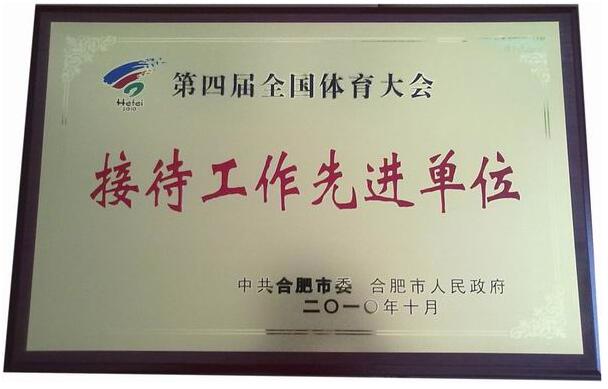 第四届全国体育大会
Hefei
2010
接待工作先进单位
中共合肥市委 合肥市人民政府
二〇一〇年十月